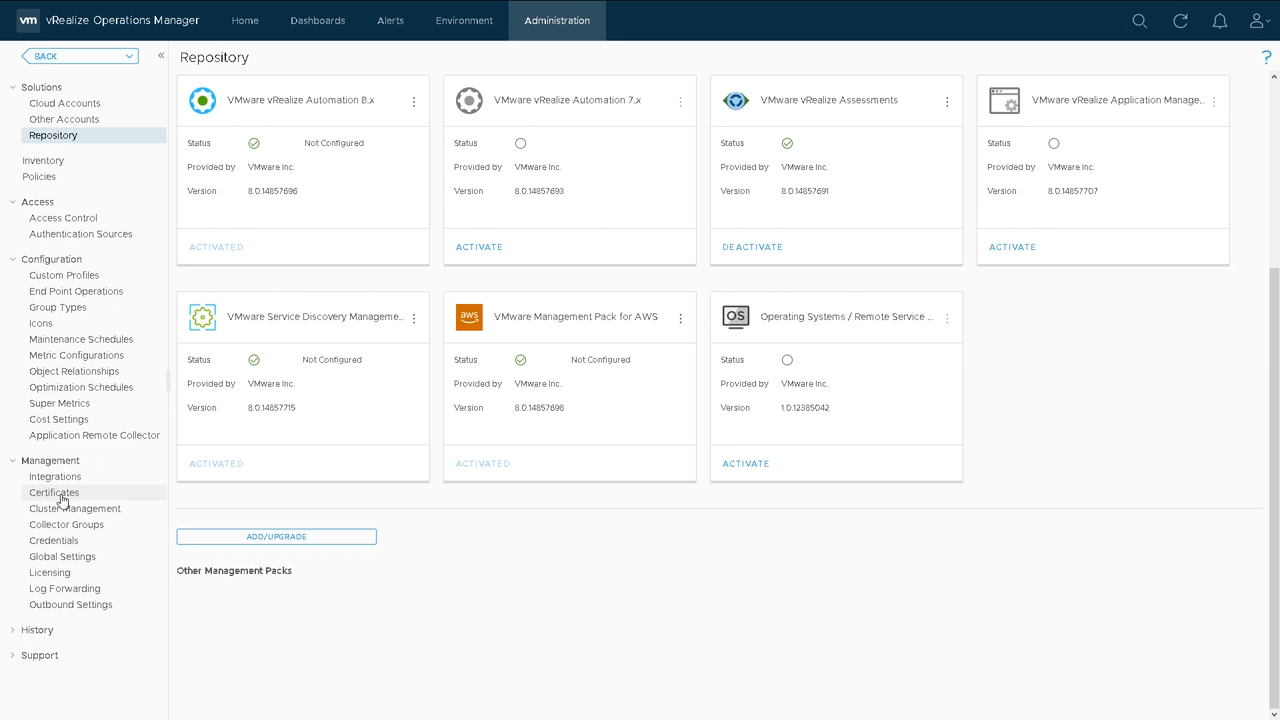 vm vRealize Operations Manager Home Dashboards Alerts Environment Administration
BACK
Solutions
Cloud Accounts
Other Accounts
Repository
Inventory
Policies
Access
Access Control
Authentication Sources
Configuration
Custom Profiles
End Point Operations
Group Types
Icons
Maintenance Schedules
Metric Configurations
Object Relationships
Optimization Schedules
Super Metrics
Cost Settings
Application Remote Collector
Management
Integrations
Certificates
Cluster Management
Collector Groups
Credentials
Global Settings
Licensing
Log Forwarding
Outbound Settings
History
Support
Repository
?
VMware vRealize Automation 8.x
Status Not Configured
Provided by VMware Inc.
Version 8.0.14857696
ACTIVATED
VMware vRealize Automation 7.x
Status
Provided by VMware Inc.
Version 8.0.14857693
ACTIVATE
VMware vRealize Assessments
Status
Provided by VMware Inc.
Version 8.0.14857691
DEACTIVATE
VMware vRealize Application Manage...
Status
Provided by VMware Inc.
Version 8.0.14857707
ACTIVATE
VMware Service Discovery Manageme...
Status Not Configured
Provided by VMware Inc.
Version 8.0.14857715
ACTIVATED
aws VMware Management Pack for AWS
Status Not Configured
Provided by VMware Inc.
Version 8.0.14857698
ACTIVATED
OS Operating Systems / Remote Service ...
Status
Provided by VMware Inc.
Version 1.0.12385042
ACTIVATE
ADD/UPGRADE
Other Management Packs